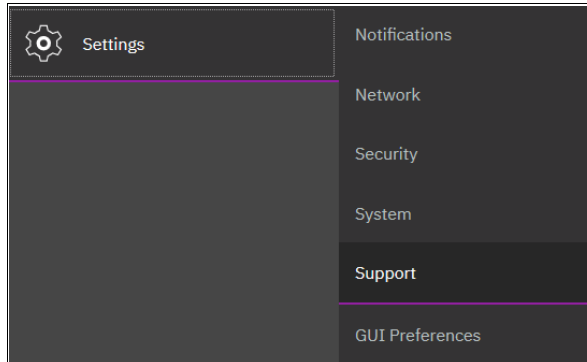 Settings
Notifications
Network
Security
System
Support
GUI Preferences